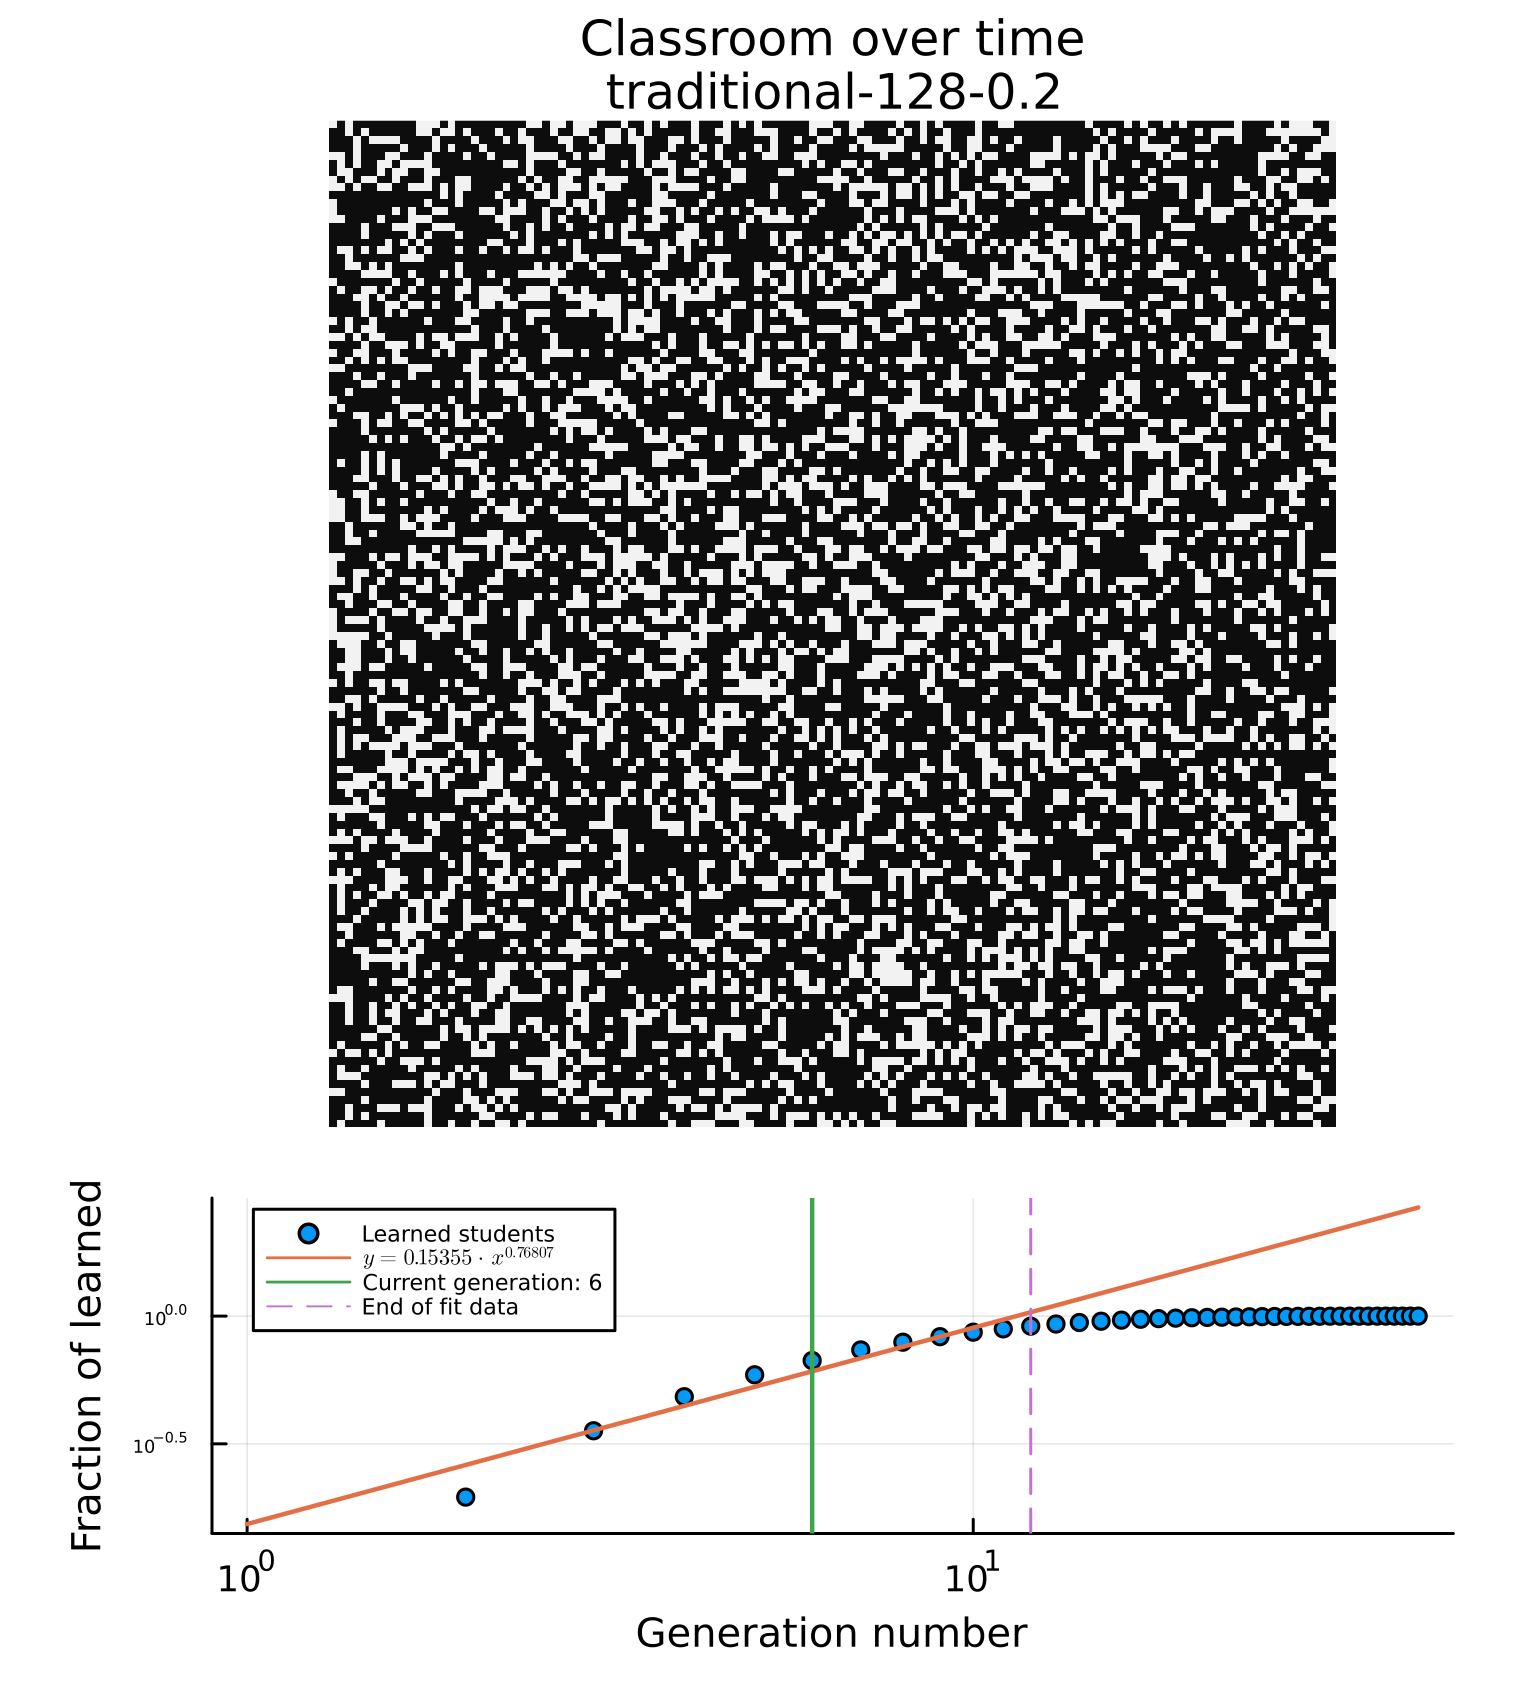 Classroom over time
traditional-128-0.2
Fraction of learned
Learned students
y = 0.15355 · x^0.76807
Current generation: 6
End of fit data
10^0.0
10^−0.5
10^0
10^1
Generation number